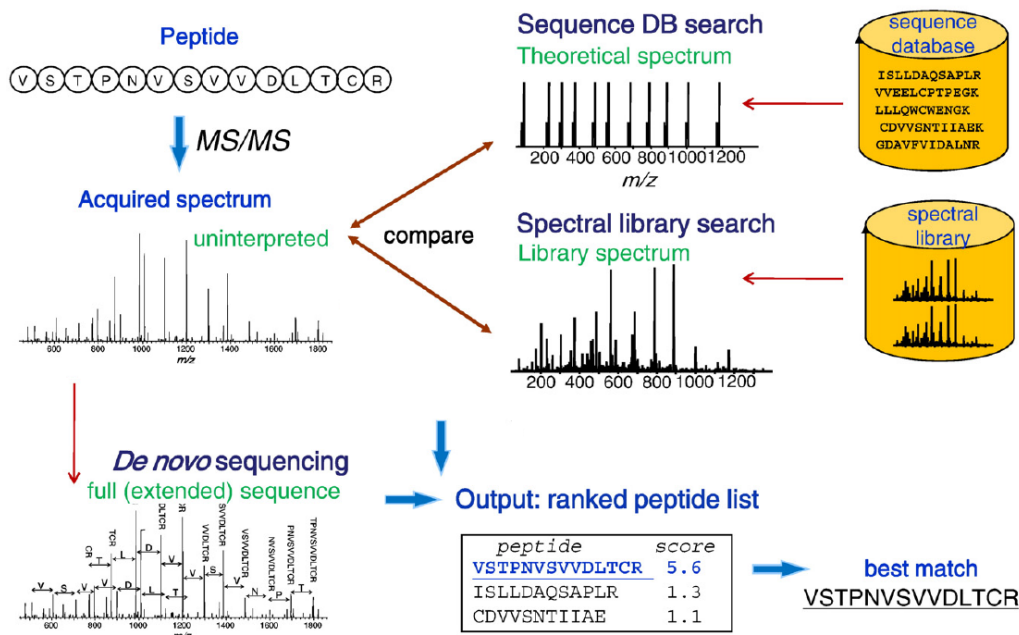 Peptide
V S T P N V S V V D L T C R
MS/MS
Acquired spectrum
uninterpreted
600 800 1000 1200 1400 1600 1800
m/z
compare
Sequence DB search
Theoretical spectrum
200 400 600 800 1000 1200
m/z
sequence
database
ISLLDAQSAPLR
VVEELCPTPEGK
LLLQWCWENGK
CDVVSNTIIAEK
GDAVFVIDALNR
Spectral library search
Library spectrum
200 400 600 800 1000 1200
spectral
library
De novo sequencing
full (extended) sequence
CR
TCR
DLTCR
VVDLTCR
SVVDLTCR
VSVVDLTCR
NVSVVDLTCR
PNVSVVDLTCR
TPNVSVVDLTCR
T L D V V S V N P T
V S V V D L T
600 800 1000 1200 1400 1600 1800
m/z
Output: ranked peptide list
peptide score
VSTPNVSVVDLTCR 5.6
ISLLDAQSAPLR 1.3
CDVVSNTIIAE 1.1
best match
VSTPNVSVVDLTCR